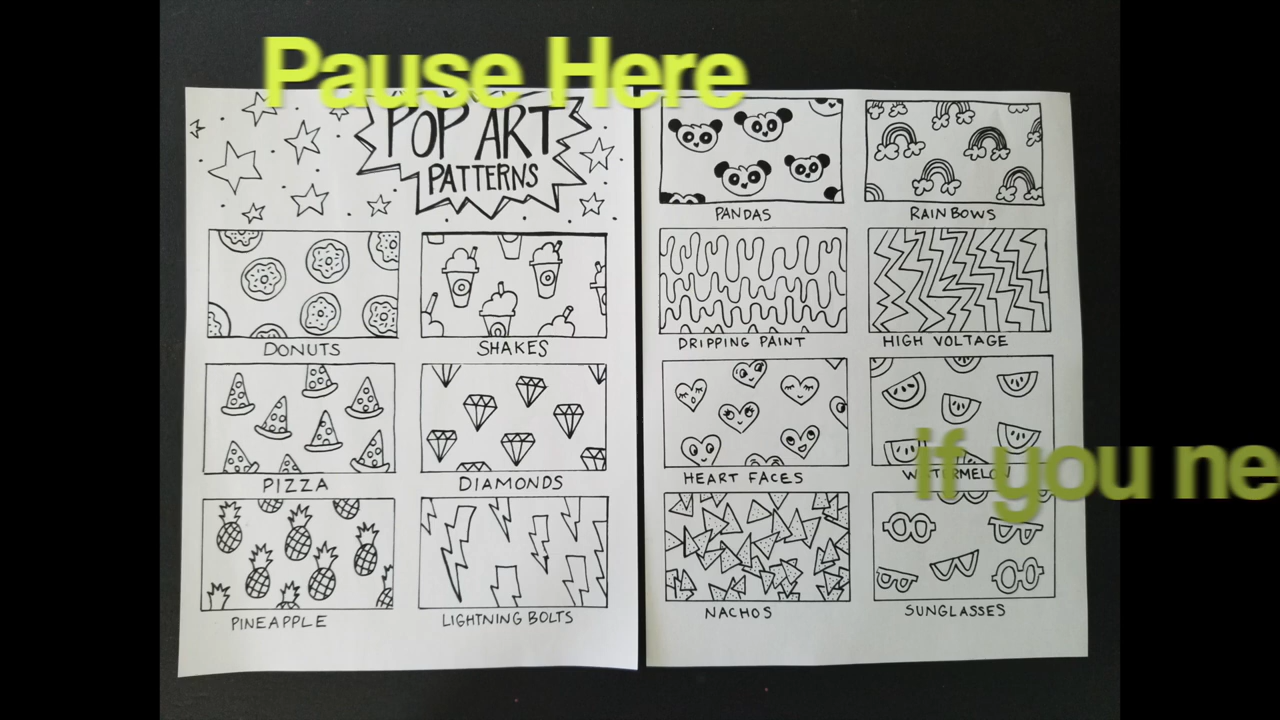 Pause Here
POP ART
PATTERNS
DONUTS
SHAKES
PIZZA
DIAMONDS
PINEAPPLE
LIGHTNING BOLTS
PANDAS
RAINBOWS
DRIPPING PAINT
HIGH VOLTAGE
HEART FACES
WATERMELON
NACHOS
SUNGLASSES
if you ne